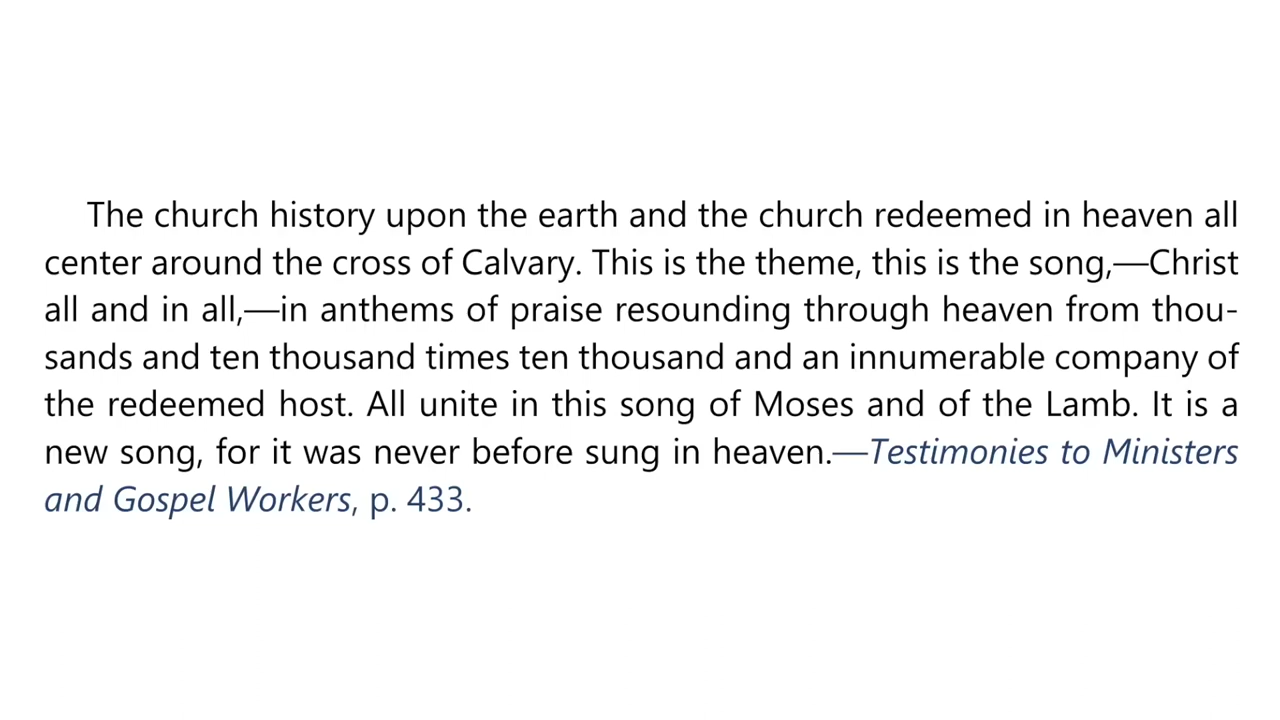 The church history upon the earth and the church redeemed in heaven all
center around the cross of Calvary. This is the theme, this is the song,—Christ
all and in all,—in anthems of praise resounding through heaven from thou-
sands and ten thousand times ten thousand and an innumerable company of
the redeemed host. All unite in this song of Moses and of the Lamb. It is a
new song, for it was never before sung in heaven.—Testimonies to Ministers
and Gospel Workers, p. 433.